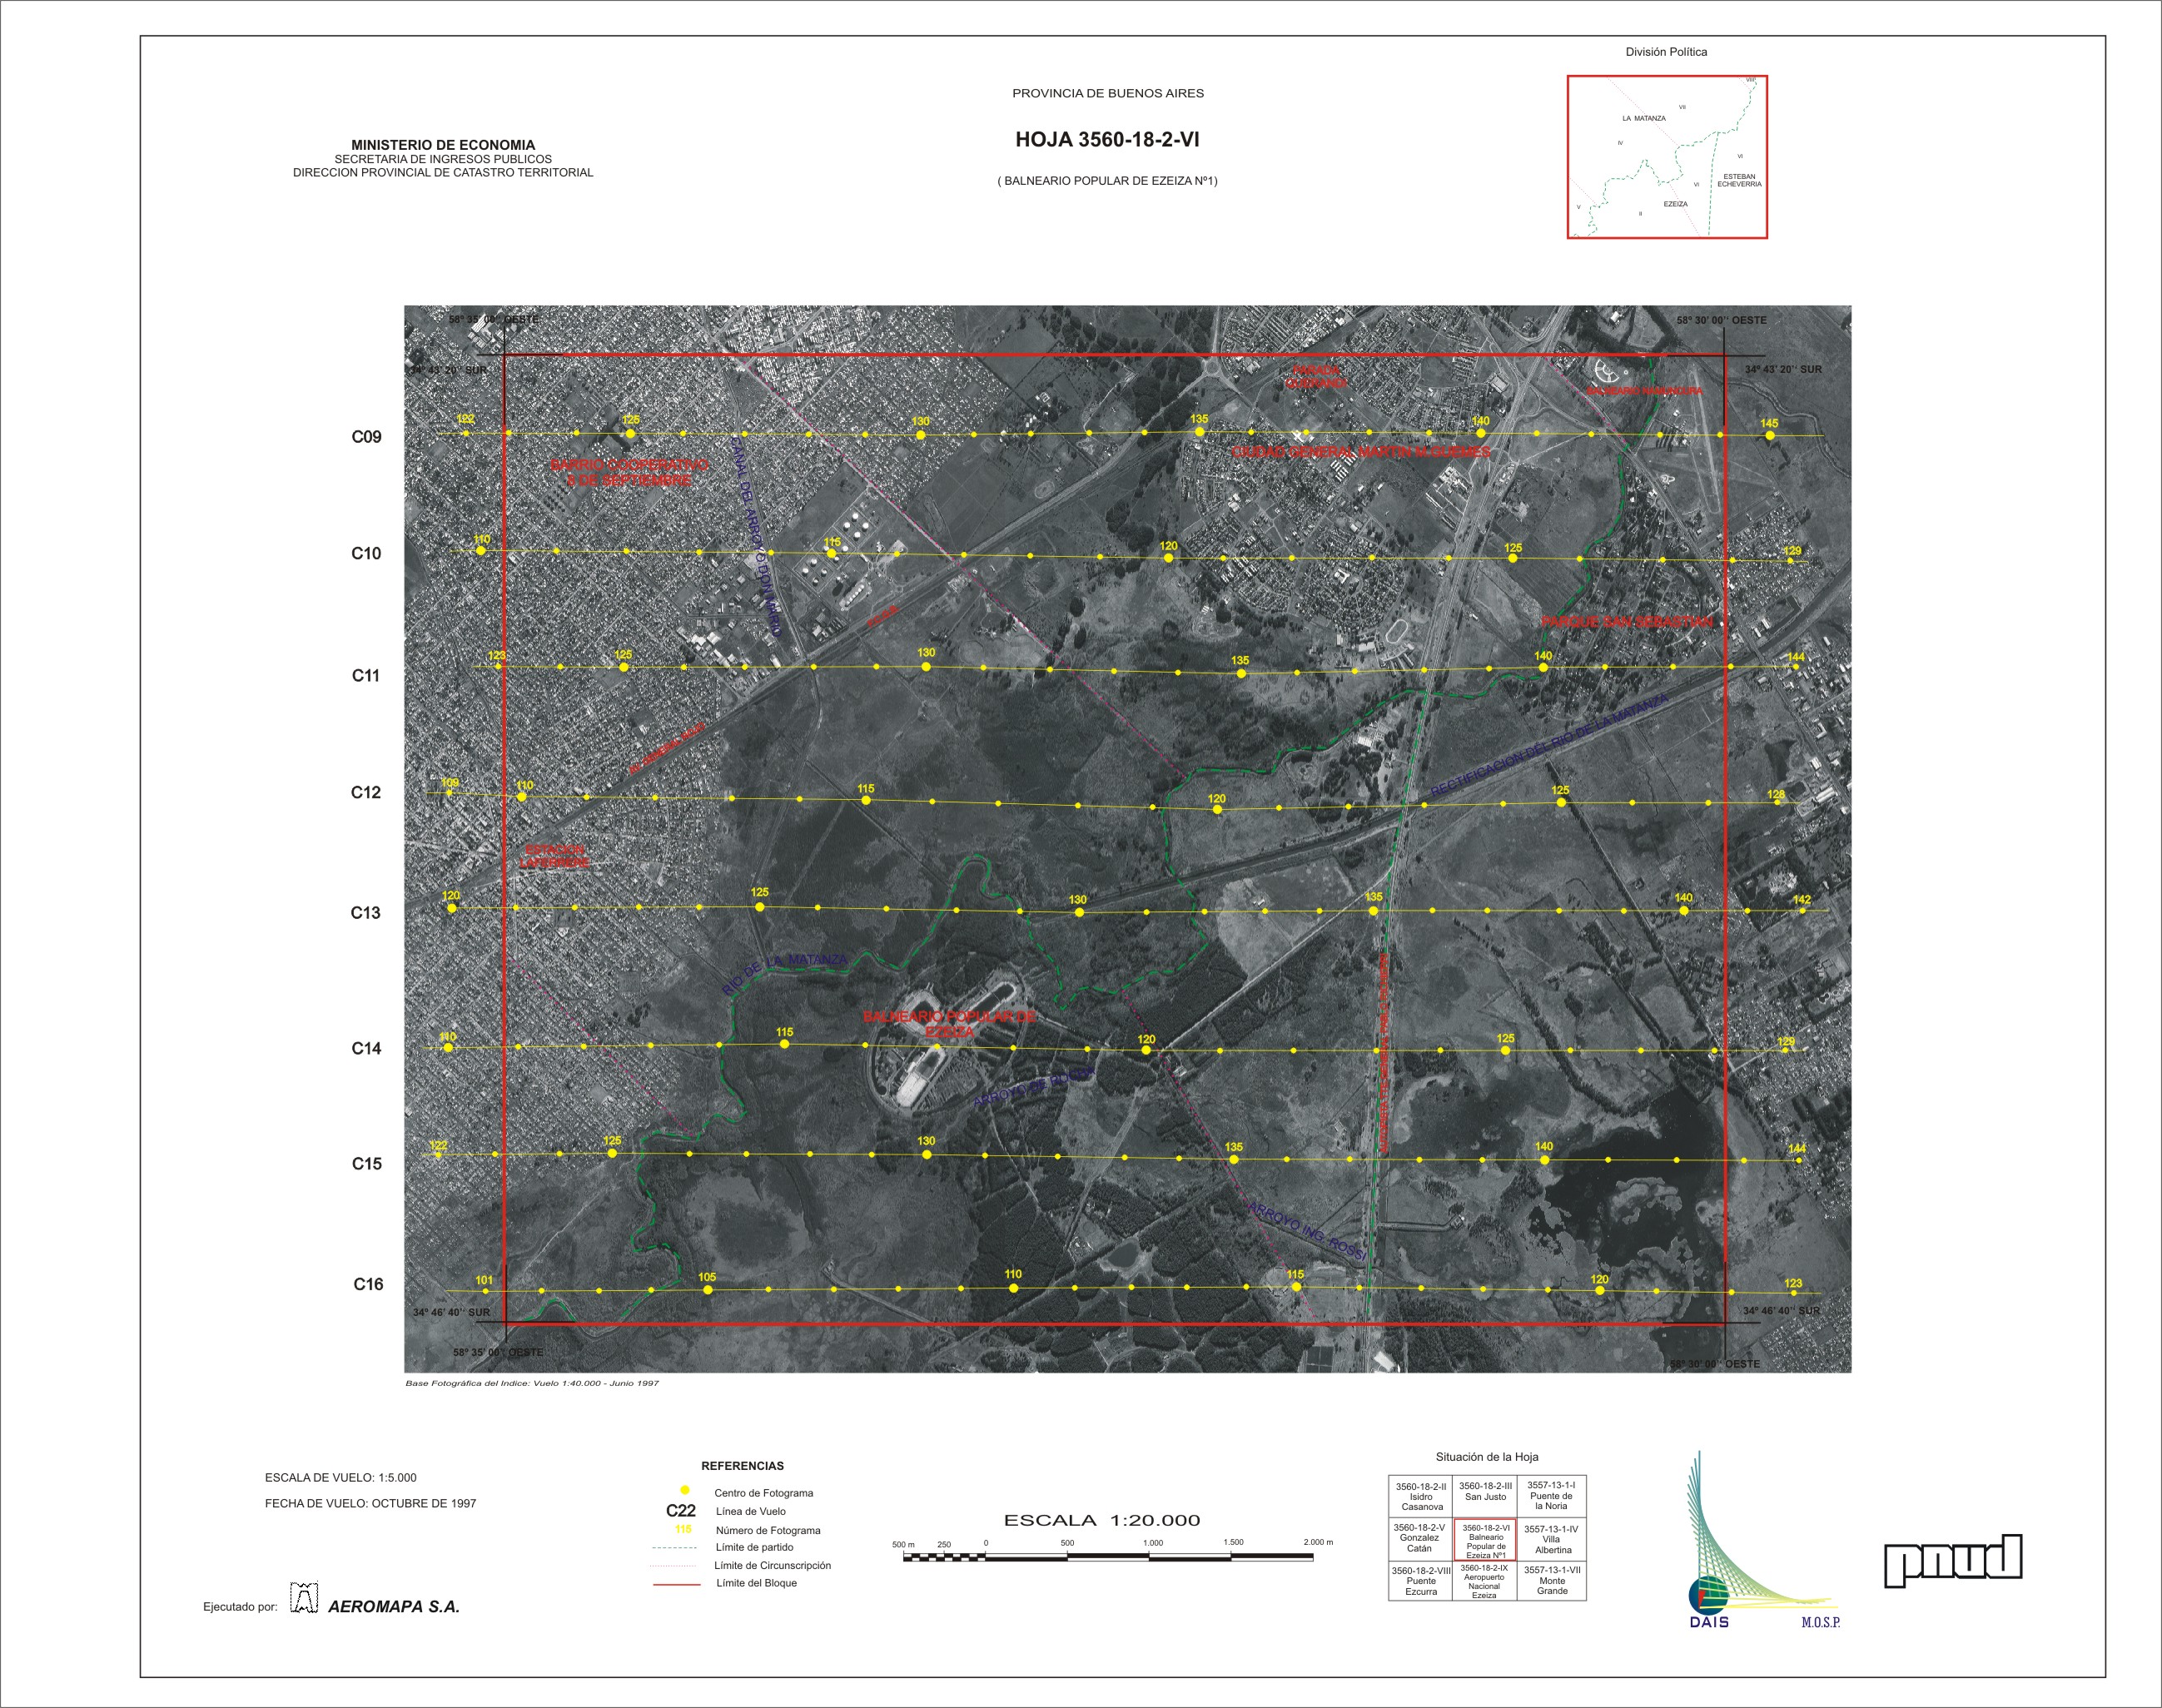 División Política
PROVINCIA DE BUENOS AIRES
HOJA 3560-18-2-VI
( BALNEARIO POPULAR DE EZEIZA Nº1)
MINISTERIO DE ECONOMIA
SECRETARIA DE INGRESOS PUBLICOS
DIRECCION PROVINCIAL DE CATASTRO TERRITORIAL
VIII
VII
LA MATANZA
IV
VI
ESTEBAN
ECHEVERRIA
VI
EZEIZA
V
II
58º 35' 00'' OESTE
58º 30' 00'' OESTE
34º 43' 20'' SUR
34º 43' 20'' SUR
PARADA
QUERANDI
C09
122
125
130
135
140
145
BARRIO COOPERATIVO
8 DE SEPTIEMBRE
CIUDAD GENERAL MARTIN M.GUEMES
CANAL DEL ARROYO DON MARIO
C10
110
115
120
125
129
PARQUE SAN SEBASTIAN
C11
123
125
130
135
140
144
RECTIFICACION DEL RIO DE LA MATANZA
C12
109
110
115
120
125
128
ESTACION
LAFERRERE
C13
120
125
130
135
140
142
RIO DE LA MATANZA
BALNEARIO POPULAR DE
EZEIZA
C14
110
115
120
125
129
C15
122
125
130
135
140
144
ARROYO ING. ROSSI
C16
101
105
110
115
120
123
34º 46' 40'' SUR
34º 46' 40'' SUR
58º 35' 00'' OESTE
58º 30' 00'' OESTE
Base Fotográfica del Indice: Vuelo 1:40.000 - Junio 1997
ESCALA DE VUELO: 1:5.000
FECHA DE VUELO: OCTUBRE DE 1997
Ejecutado por:
AEROMAPA S.A.
REFERENCIAS
Centro de Fotograma
C22
Línea de Vuelo
115
Número de Fotograma
Límite de partido
Límite de Circunscripción
Límite del Bloque
ESCALA 1:20.000
500 m 250 0 500 1.000 1.500 2.000 m
Situación de la Hoja
3560-18-2-II
Isidro
Casanova
3560-18-2-III
San Justo
3557-13-1-I
Puente de
la Noria
3560-18-2-V
Gonzalez
Catán
3560-18-2-VI
Balneario
Popular de
Ezeiza Nº1
3557-13-1-IV
Villa
Albertina
3560-18-2-VIII
Puente
Ezcurra
3560-18-2-IX
Aeropuerto
Nacional
Ezeiza
3557-13-1-VII
Monte
Grande
DAIS
M.O.S.P.
pnud